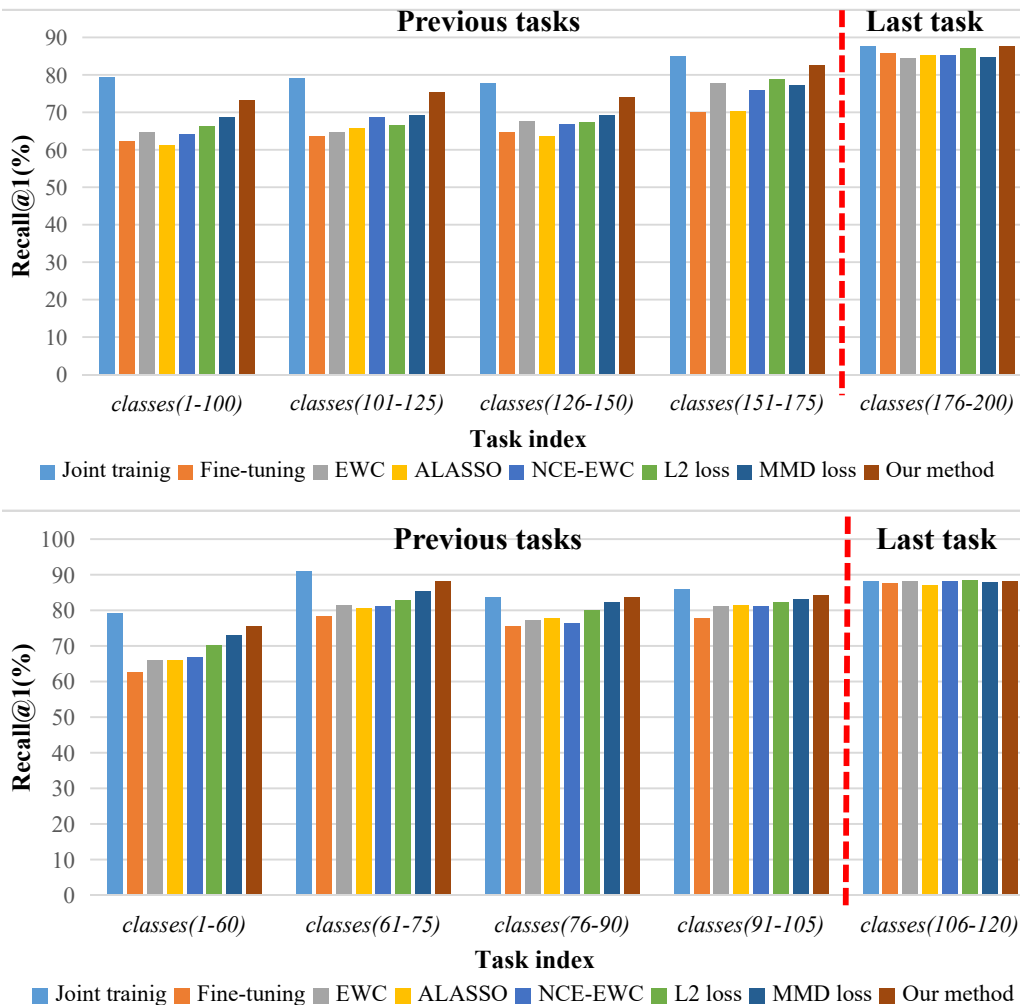 Previous tasks
Last task
90
80
70
60
50
40
30
20
10
0
Recall@1(%)
classes(1-100)
classes(101-125)
classes(126-150)
classes(151-175)
classes(176-200)
Task index
Joint trainig
Fine-tuning
EWC
ALASSO
NCE-EWC
L2 loss
MMD loss
Our method
Previous tasks
Last task
100
90
80
70
60
50
40
30
20
10
0
Recall@1(%)
classes(1-60)
classes(61-75)
classes(76-90)
classes(91-105)
classes(106-120)
Task index
Joint trainig
Fine-tuning
EWC
ALASSO
NCE-EWC
L2 loss
MMD loss
Our method